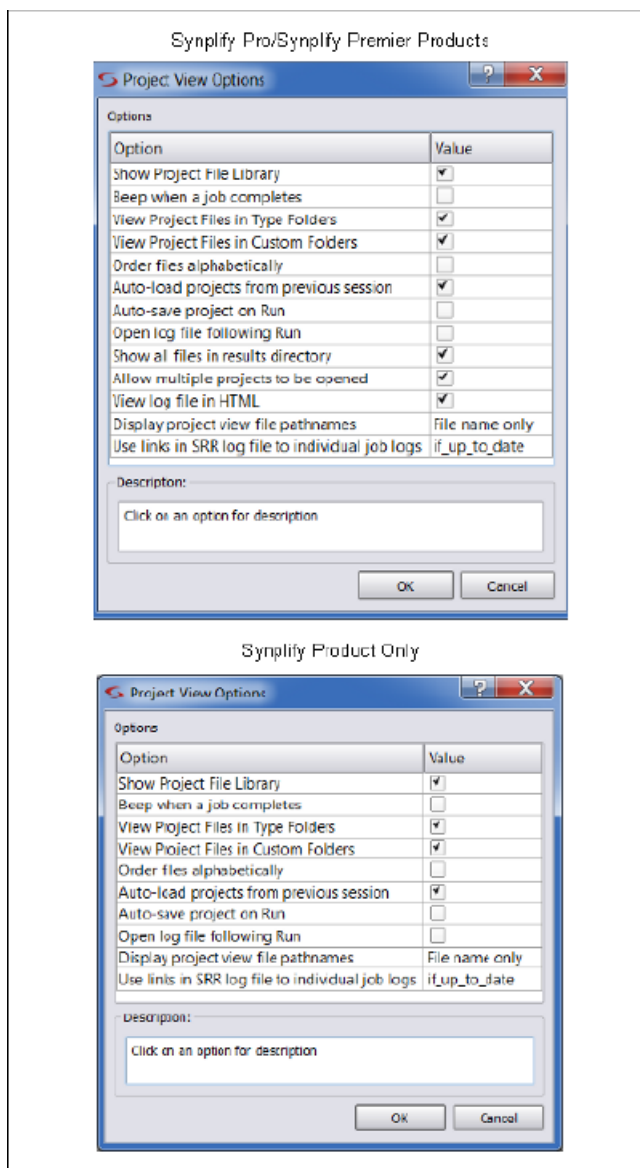 Synplify Pro/Synplify Premier Products
Project View Options
Options
Option Value
Show Project File Library
Beep when a job completes
View Project Files in Type Folders
View Project Files in Custom Folders
Order files alphabetically
Auto-load projects from previous session
Auto-save project on Run
Open log file following Run
Show all files in results directory
Allow multiple projects to be opened
View log file in HTML
Display project view file pathnames File name only
Use links in SRR log file to individual job logs if_up_to_date
Description:
Click on an option for description
OK Cancel
Synplify Product Only
Project View Options
Options
Option Value
Show Project File Library
Beep when a job completes
View Project Files in Type Folders
View Project Files in Custom Folders
Order files alphabetically
Auto-load projects from previous session
Auto-save project on Run
Open log file following Run
Display project view file pathnames File name only
Use links in SRR log file to individual job logs if_up_to_date
Description:
Click on an option for description
OK Cancel